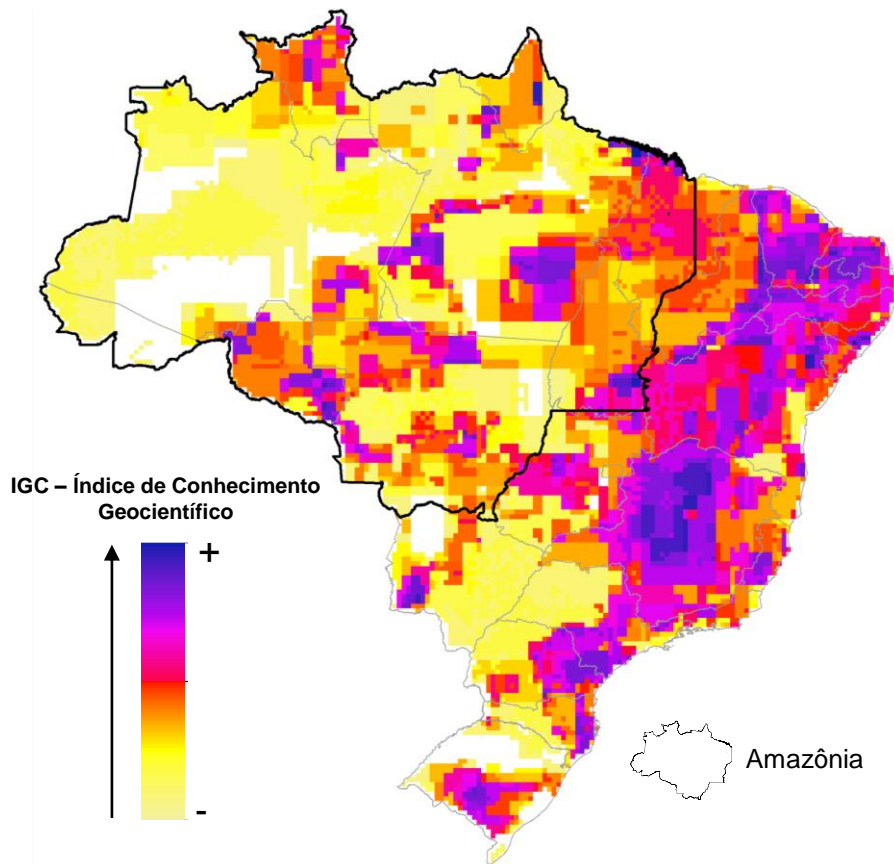 IGC – Índice de Conhecimento
Geocientífico
+
-
Amazônia